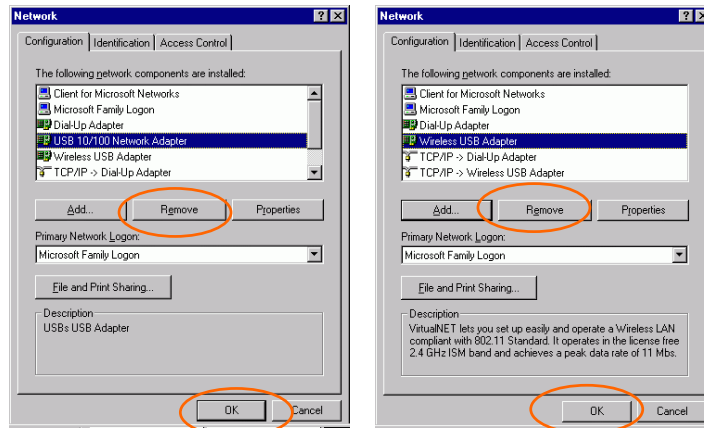 Network
Configuration Identification Access Control
The following network components are installed:
Client for Microsoft Networks
Microsoft Family Logon
Dial-Up Adapter
USB 10/100 Network Adapter
Wireless USB Adapter
TCP/IP -> Dial-Up Adapter
Add... Remove Properties
Primary Network Logon:
Microsoft Family Logon
File and Print Sharing...
Description
USBs USB Adapter
OK Cancel
Network
Configuration Identification Access Control
The following network components are installed:
Client for Microsoft Networks
Microsoft Family Logon
Dial-Up Adapter
Wireless USB Adapter
TCP/IP -> Dial-Up Adapter
TCP/IP -> Wireless USB Adapter
Add... Remove Properties
Primary Network Logon:
Microsoft Family Logon
File and Print Sharing...
Description
VirtualNET lets you set up easily and operate a Wireless LAN
compliant with 802.11 Standard. It operates in the license free
2.4 GHz ISM band and achieves a peak data rate of 11 Mbs.
OK Cancel